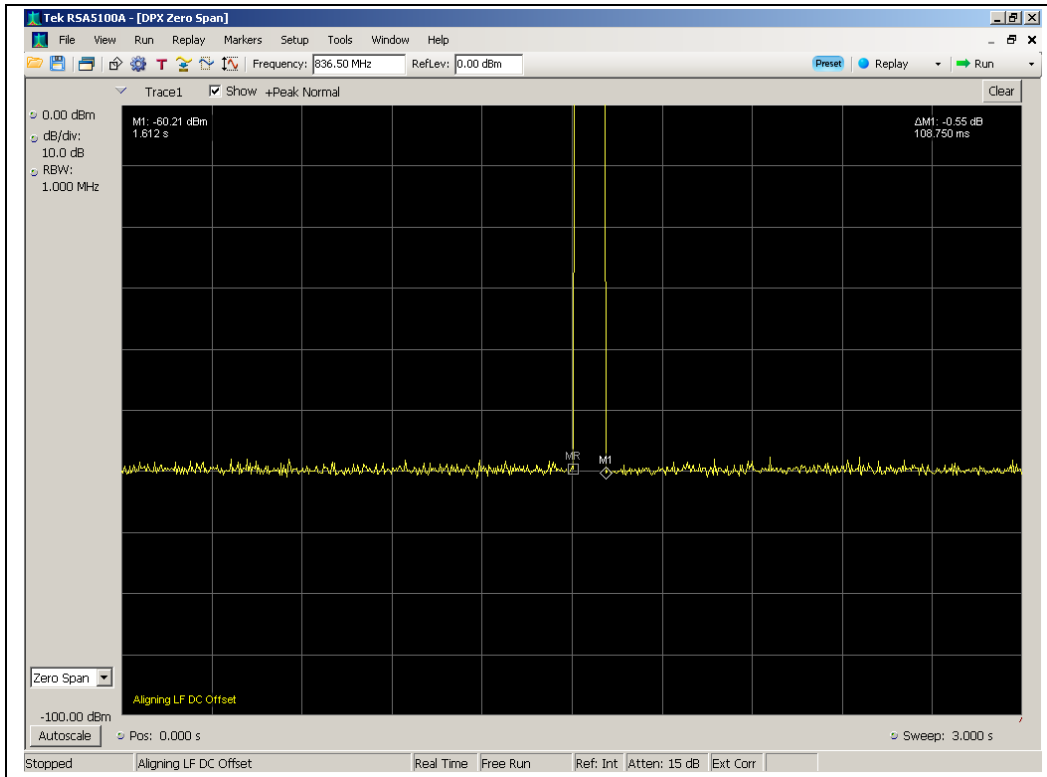 Tek RSA5100A - [DPX Zero Span]
File View Run Replay Markers Setup Tools Window Help
T Frequency: 836.50 MHz RefLev: 0.00 dBm Preset Replay Run
Trace1 Show +Peak Normal Clear
0.00 dBm
dB/div:
10.0 dB
RBW:
1.000 MHz
M1: -60.21 dBm
1.612 s
ΔM1: -0.55 dB
108.750 ms
MR
M1
Zero Span
Aligning LF DC Offset
-100.00 dBm
Autoscale Pos: 0.000 s Sweep: 3.000 s
Stopped Aligning LF DC Offset Real Time Free Run Ref: Int Atten: 15 dB Ext Corr